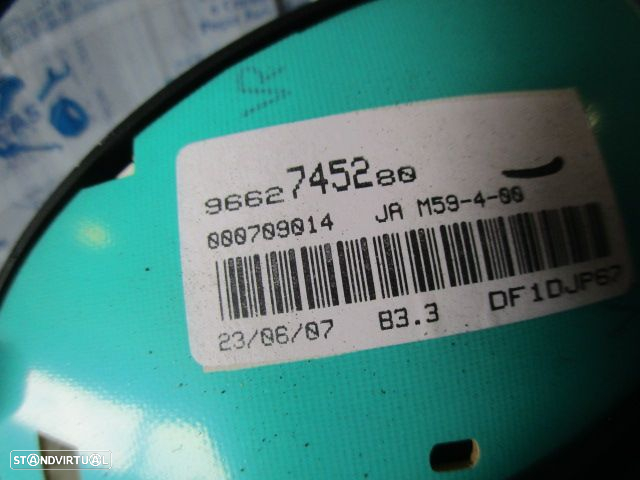 9662745280
000709014 JA M59-4-00
23/06/07 B3.3 DF1DJP67
STANDVIRTUAL